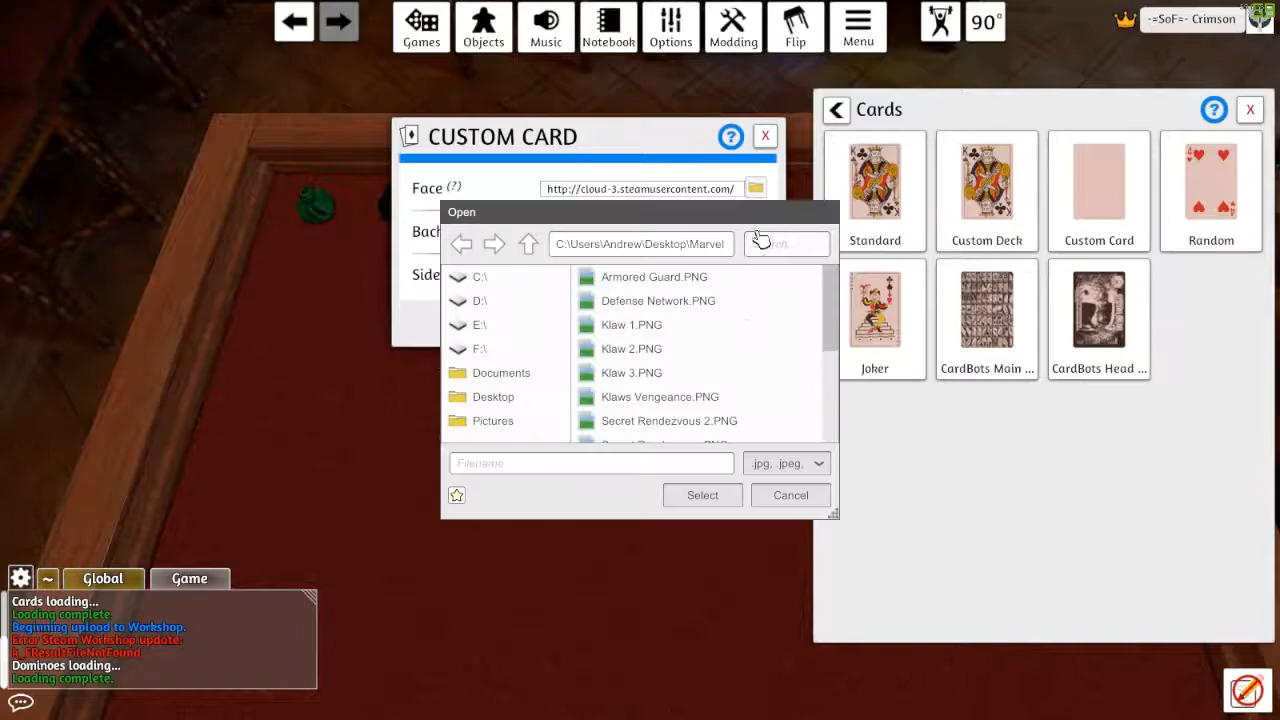 Games
Objects
Music
Notebook
Options
Modding
Flip
Menu
90°
-=SoF=- Crimson
Cards
Standard
Custom Deck
Custom Card
Random
Joker
CardBots Main ...
CardBots Head ...
CUSTOM CARD
Face (?)
http://cloud-3.steamusercontent.com/
Back
Side
Open
C:\Users\Andrew\Desktop\Marvel
C:\
D:\
E:\
F:\
Documents
Desktop
Pictures
Armored Guard.PNG
Defense Network.PNG
Klaw 1.PNG
Klaw 2.PNG
Klaw 3.PNG
Klaws Vengeance.PNG
Secret Rendezvous 2.PNG
Filename
.jpg, .jpeg,
Select
Cancel
Global
Game
Cards loading...
Loading complete.
Beginning upload to Workshop.
Error Steam Workshop update:
k_EResultFileNotFound
Dominoes loading...
Loading complete.